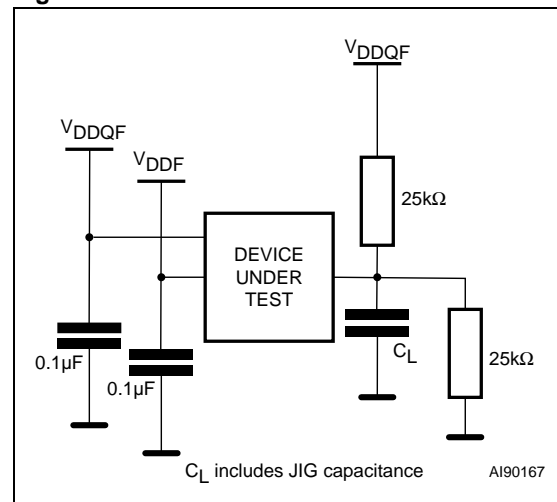 VDDQF
VDDQF
VDDF
25kΩ
DEVICE
UNDER
TEST
CL
0.1µF
0.1µF
25kΩ
CL includes JIG capacitance
AI90167